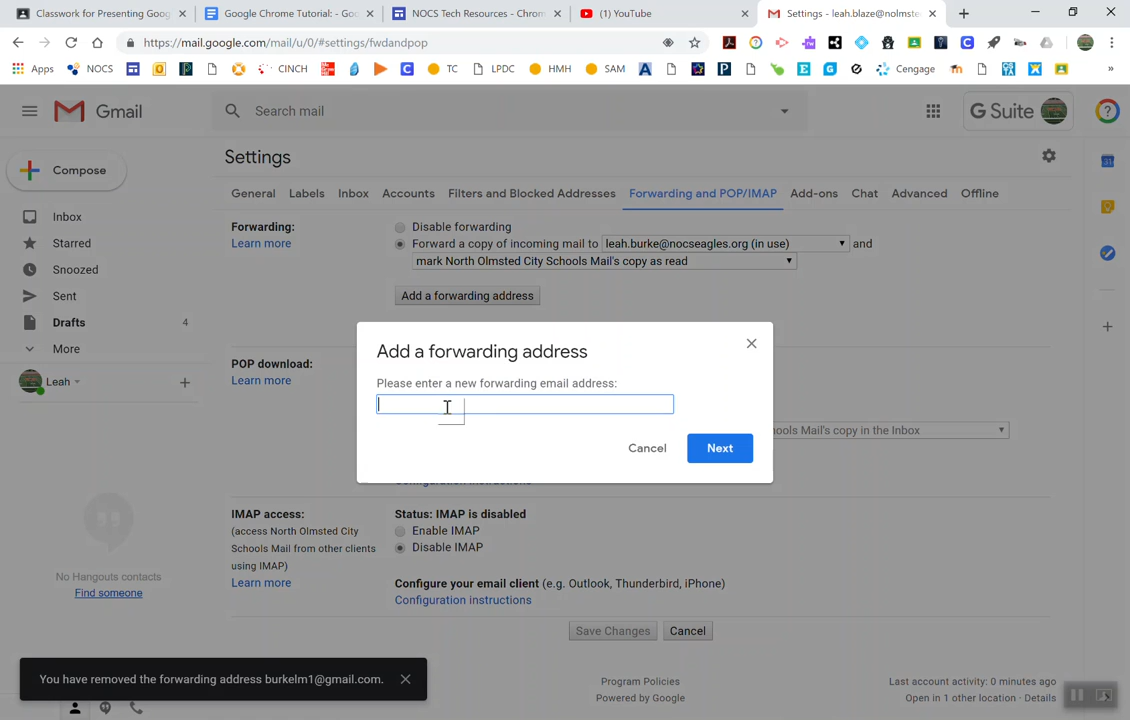 Classwork for Presenting Goog
Google Chrome Tutorial: - Goo
NOCS Tech Resources - Chrom
(1) YouTube
Settings - leah.blaze@nolmste
https://mail.google.com/mail/u/0/#settings/fwdandpop
Apps NOCS CINCH TC LPDC HMH SAM Cengage »
Gmail
Search mail
G Suite
Compose
Inbox
Starred
Snoozed
Sent
Drafts 4
More
Leah
No Hangouts contacts
Find someone
Settings
General Labels Inbox Accounts Filters and Blocked Addresses Forwarding and POP/IMAP Add-ons Chat Advanced Offline
Forwarding:
Learn more
Disable forwarding
Forward a copy of incoming mail to leah.burke@nocseagles.org (in use) and
mark North Olmsted City Schools Mail's copy as read
Add a forwarding address
Add a forwarding address
Please enter a new forwarding email address:
Cancel Next
POP download:
Learn more
ools Mail's copy in the Inbox
IMAP access:
(access North Olmsted City
Schools Mail from other clients
using IMAP)
Learn more
Status: IMAP is disabled
Enable IMAP
Disable IMAP
Configure your email client (e.g. Outlook, Thunderbird, iPhone)
Configuration instructions
Save Changes Cancel
You have removed the forwarding address burkelm1@gmail.com.
Program Policies
Powered by Google
Last account activity: 0 minutes ago
Open in 1 other location · Details